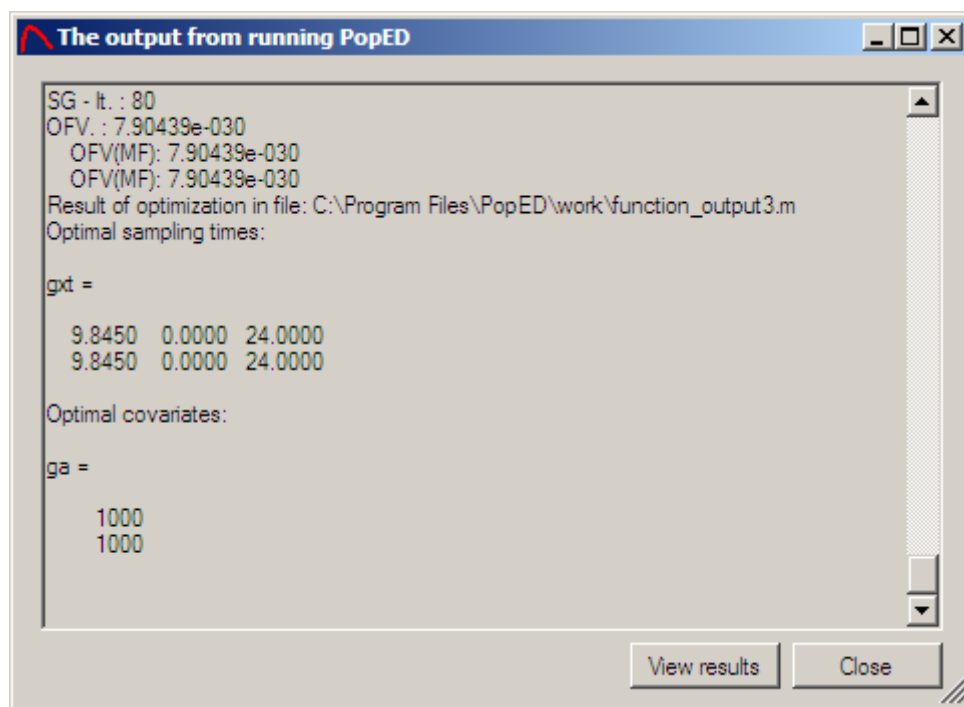 The output from running PopED
SG - It. : 80
OFV. : 7.90439e-030
OFV(MF): 7.90439e-030
OFV(MF): 7.90439e-030
Result of optimization in file: C:\Program Files\PopED\work\function_output3.m
Optimal sampling times:
gxt =
9.8450 0.0000 24.0000
9.8450 0.0000 24.0000
Optimal covariates:
ga =
1000
1000
View results
Close